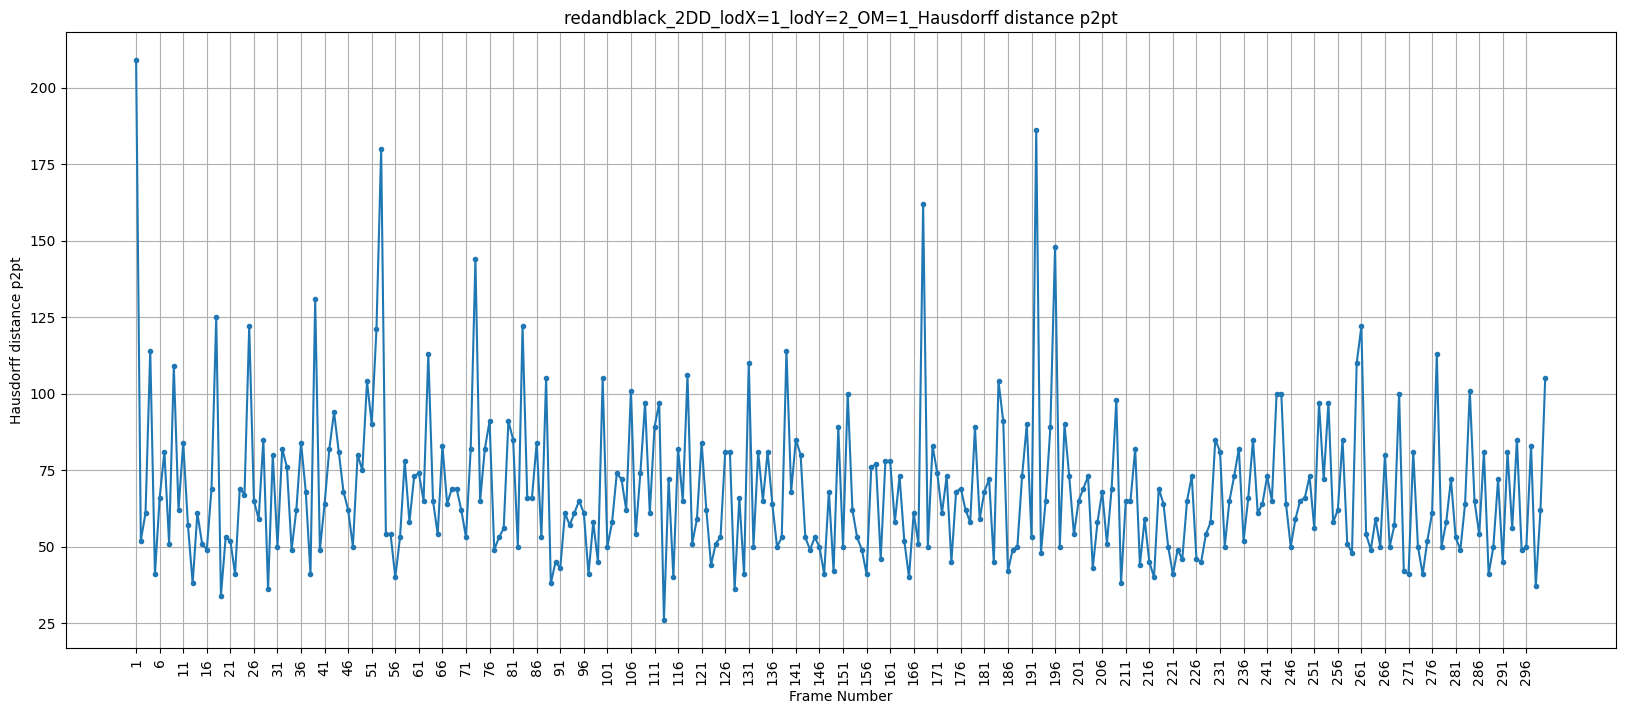 redandblack_2DD_lodX=1_lodY=2_OM=1_Hausdorff distance p2pt
Hausdorff distance p2pt
200
175
150
125
100
75
50
25
1 6 11 16 21 26 31 36 41 46 51 56 61 66 71 76 81 86 91 96 101 106 111 116 121 126 131 136 141 146 151 156 161 166 171 176 181 186 191 196 201 206 211 216 221 226 231 236 241 246 251 256 261 266 271 276 281 286 291 296
Frame Number